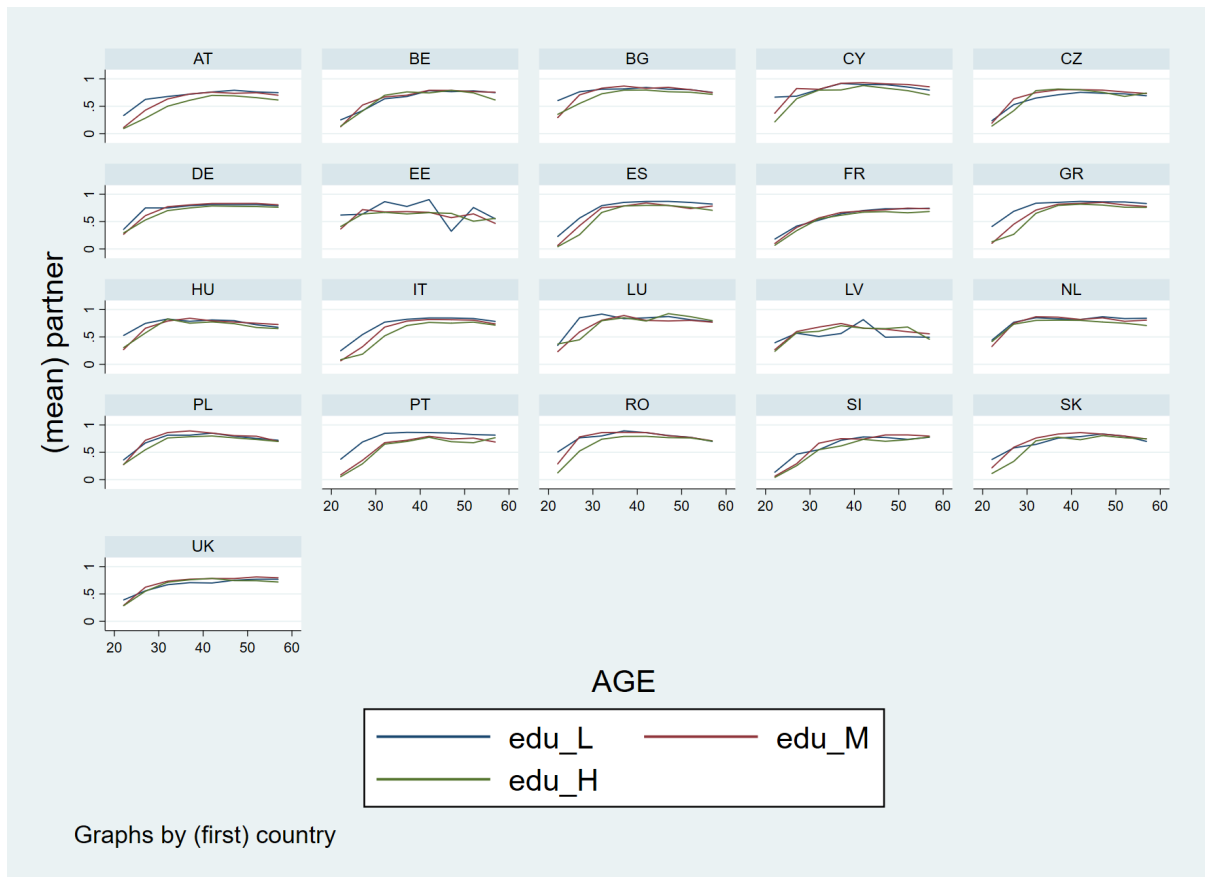 AT BE BG CY CZ
0 .5 1
DE EE ES FR GR
0 .5 1
HU IT LU LV NL
0 .5 1
PL PT RO SI SK
0 .5 1
20 30 40 50 60 20 30 40 50 60 20 30 40 50 60 20 30 40 50 60
UK
0 .5 1
20 30 40 50 60
(mean) partner
AGE
edu_L edu_M
edu_H
Graphs by (first) country